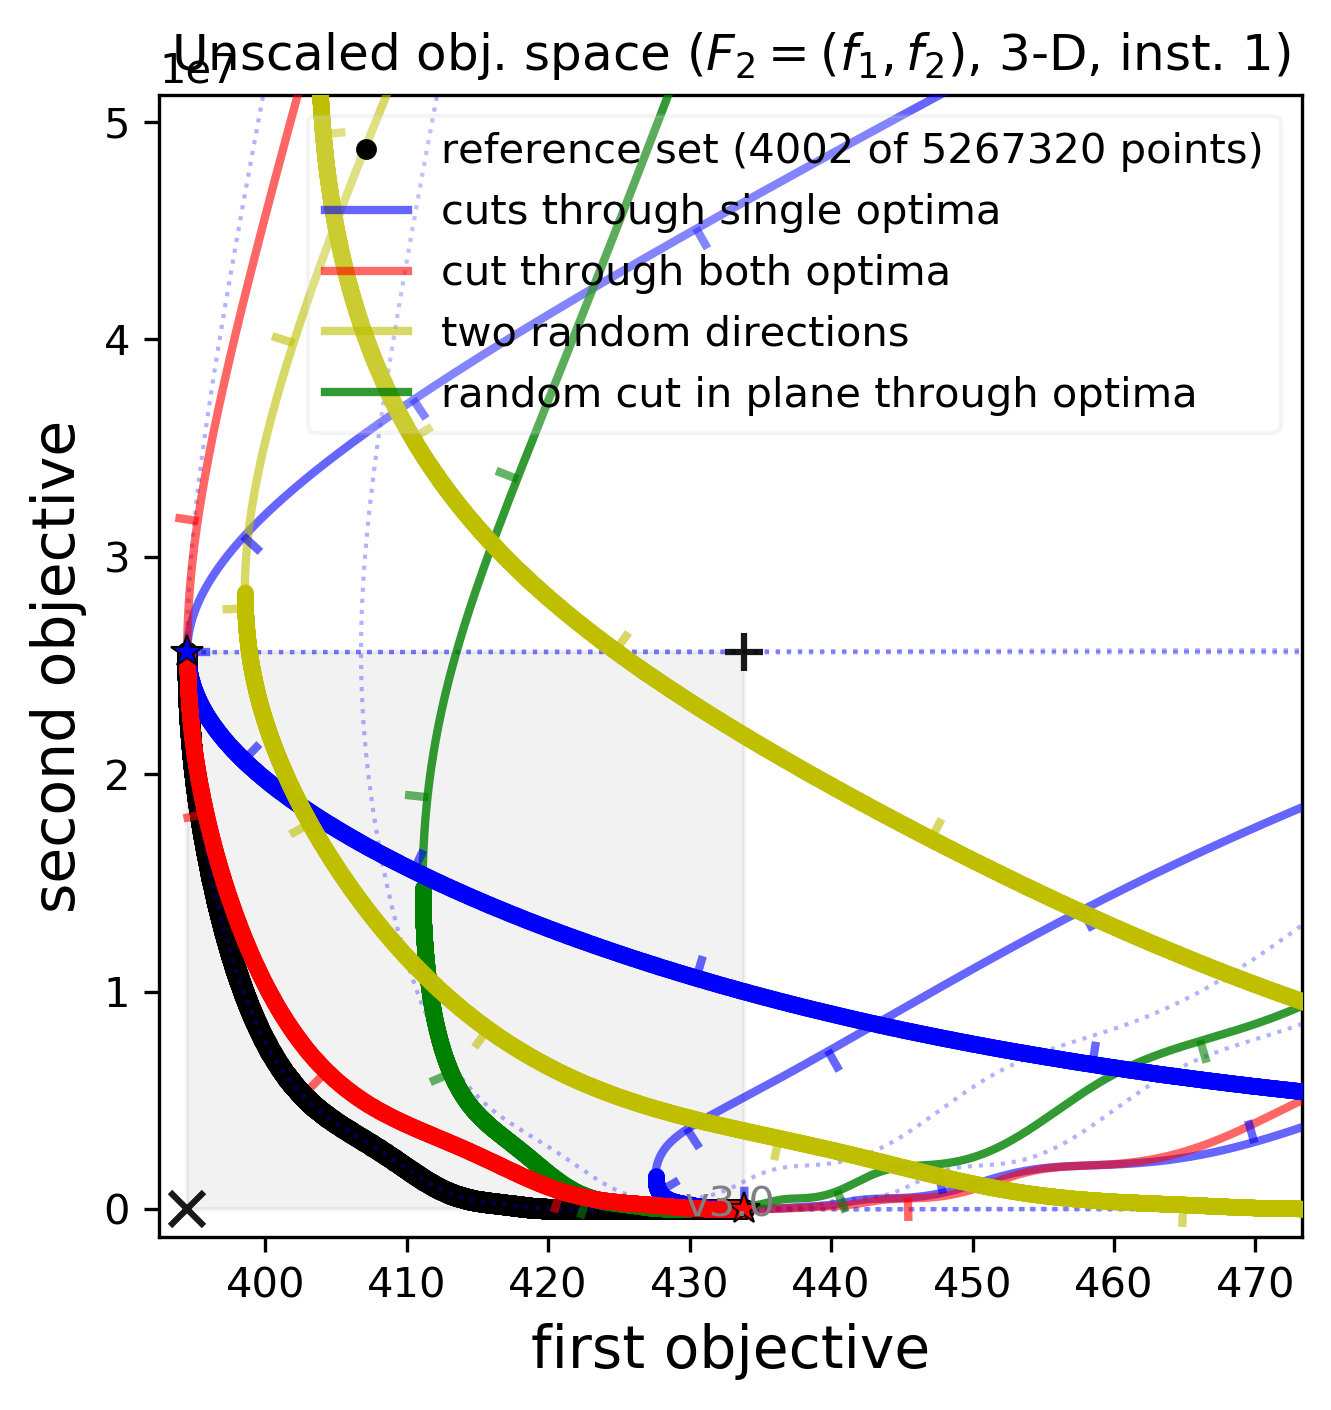 Unscaled obj. space (F₂ = (f₁, f₂), 3-D, inst. 1)
1e7
reference set (4002 of 5267320 points)
cuts through single optima
cut through both optima
two random directions
random cut in plane through optima
5
4
3
2
1
0
second objective
v3.0
400 410 420 430 440 450 460 470
first objective